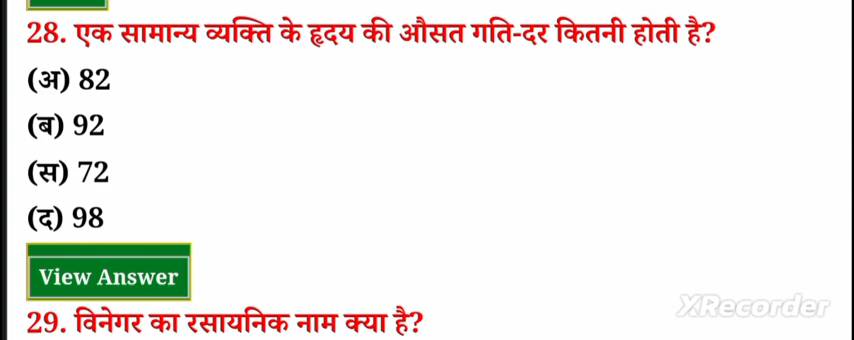 28. एक सामान्य व्यक्ति के हृदय की औसत गति-दर कितनी होती है?
(अ) 82
(ब) 92
(स) 72
(द) 98
View Answer
29. विनेगर का रसायनिक नाम क्या है?
XRecorder